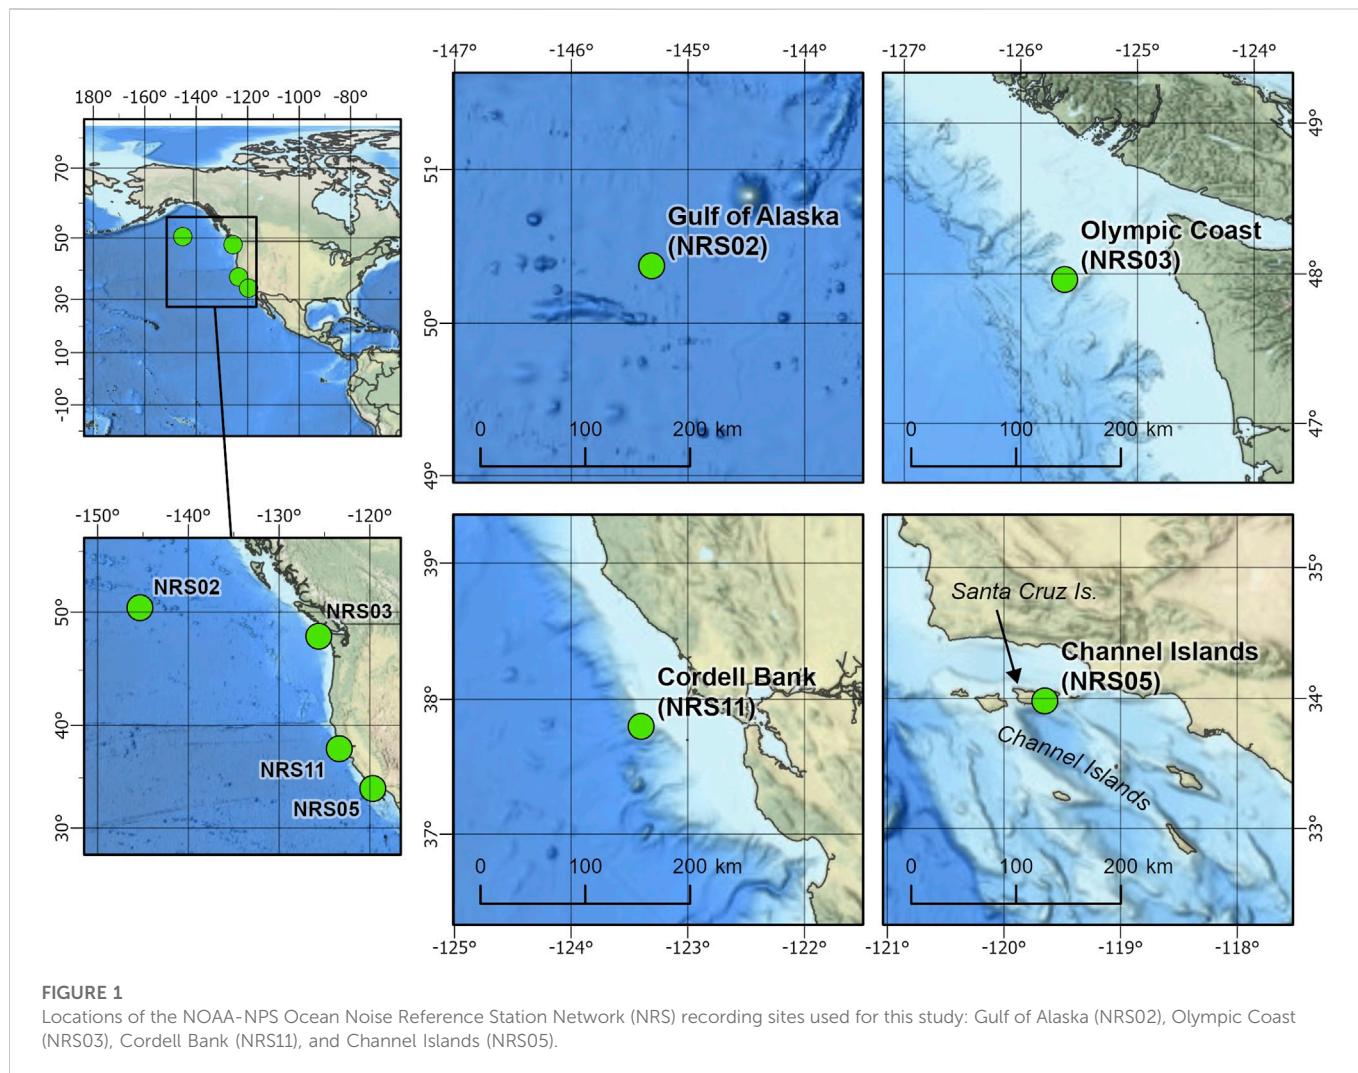 180° -160° -140° -120° -100° -80°
70°
50°
30°
10°
-10°
-147° -146° -145° -144°
51°
50°
49°
Gulf of Alaska
(NRS02)
0 100 200 km
-127° -126° -125° -124°
49°
48°
47°
Olympic Coast
(NRS03)
0 100 200 km
-150° -140° -130° -120°
50°
40°
30°
NRS02
NRS03
NRS11
NRS05
39°
38°
37°
Cordell Bank
(NRS11)
0 100 200 km
-125° -124° -123° -122°
35°
34°
33°
Santa Cruz Is.
Channel Islands
(NRS05)
Channel Islands
0 100 200 km
-121° -120° -119° -118°
FIGURE 1
Locations of the NOAA-NPS Ocean Noise Reference Station Network (NRS) recording sites used for this study: Gulf of Alaska (NRS02), Olympic Coast
(NRS03), Cordell Bank (NRS11), and Channel Islands (NRS05).